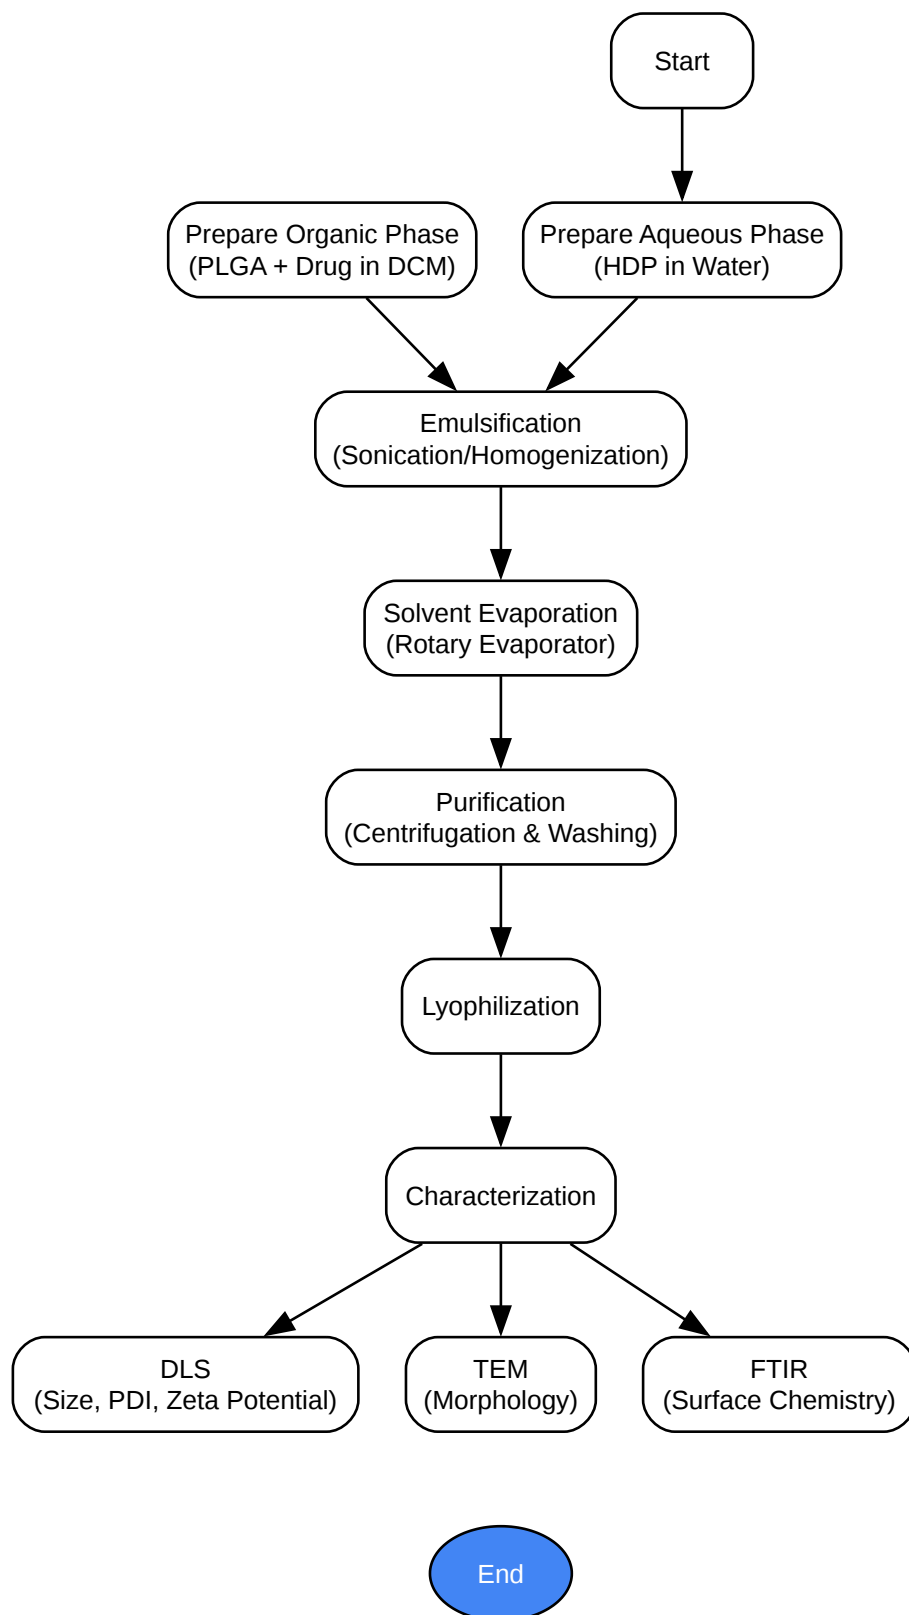 Start
Prepare Organic Phase
(PLGA + Drug in DCM)
Prepare Aqueous Phase
(HDP in Water)
Emulsification
(Sonication/Homogenization)
Solvent Evaporation
(Rotary Evaporator)
Purification
(Centrifugation & Washing)
Lyophilization
Characterization
DLS
(Size, PDI, Zeta Potential)
TEM
(Morphology)
FTIR
(Surface Chemistry)
End